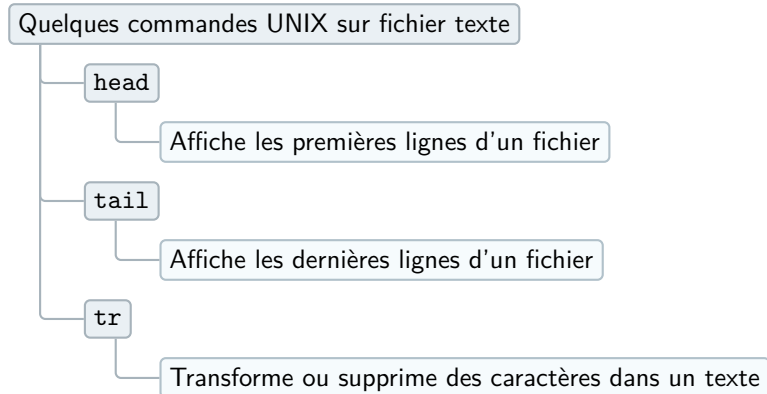 Quelques commandes UNIX sur fichier texte
head
Affiche les premières lignes d'un fichier
tail
Affiche les dernières lignes d'un fichier
tr
Transforme ou supprime des caractères dans un texte